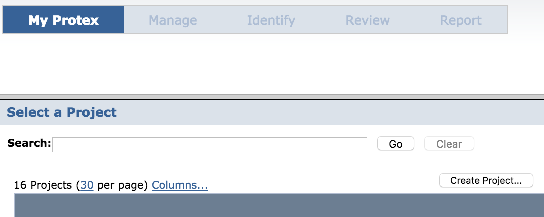 My Protex Manage Identify Review Report
Select a Project
Search: Go Clear
Create Project...
16 Projects (30 per page) Columns...